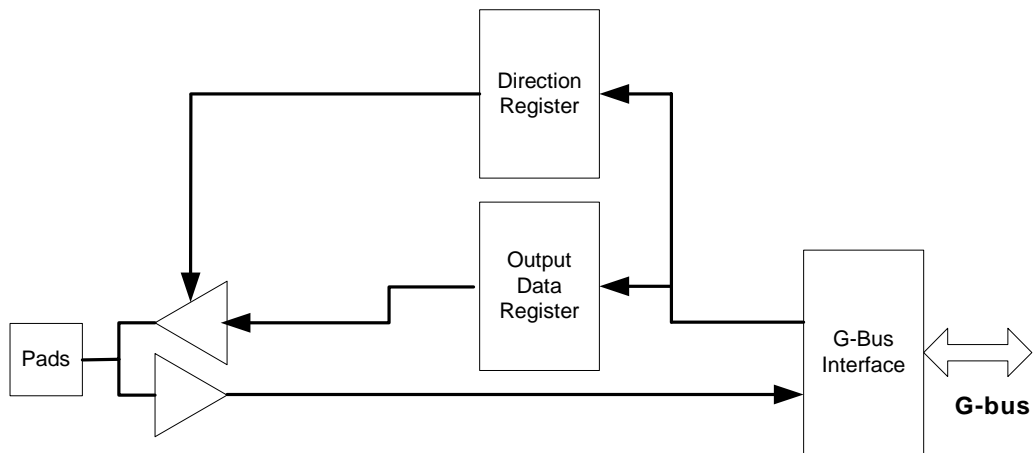 Direction
Register
Output
Data
Register
Pads
G-Bus
Interface
G-bus